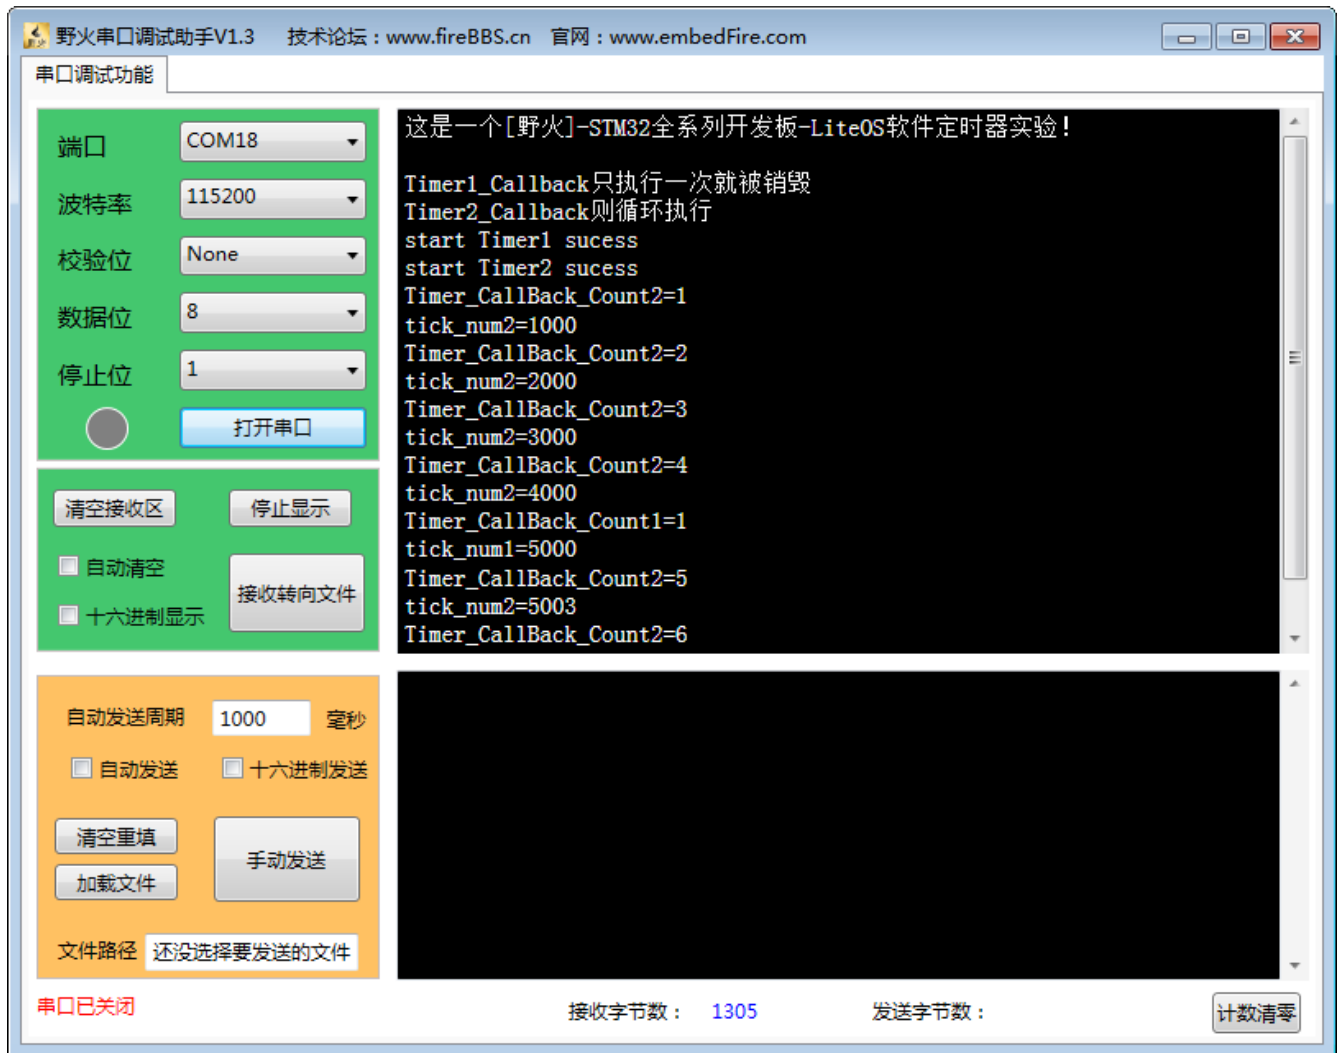 野火串口调试助手V1.3 技术论坛：www.fireBBS.cn 官网：www.embedFire.com
串口调试功能
端口 COM18
波特率 115200
校验位 None
数据位 8
停止位 1
打开串口
清空接收区 停止显示
自动清空
接收转向文件
十六进制显示
这是一个[野火]-STM32全系列开发板-LiteOS软件定时器实验！
Timer1_Callback只执行一次就被销毁
Timer2_Callback则循环执行
start Timer1 sucess
start Timer2 sucess
Timer_CallBack_Count2=1
tick_num2=1000
Timer_CallBack_Count2=2
tick_num2=2000
Timer_CallBack_Count2=3
tick_num2=3000
Timer_CallBack_Count2=4
tick_num2=4000
Timer_CallBack_Count1=1
tick_num1=5000
Timer_CallBack_Count2=5
tick_num2=5003
Timer_CallBack_Count2=6
自动发送周期 1000 毫秒
自动发送 十六进制发送
清空重填
手动发送
加载文件
文件路径 还没选择要发送的文件
串口已关闭
接收字节数： 1305 发送字节数：
计数清零